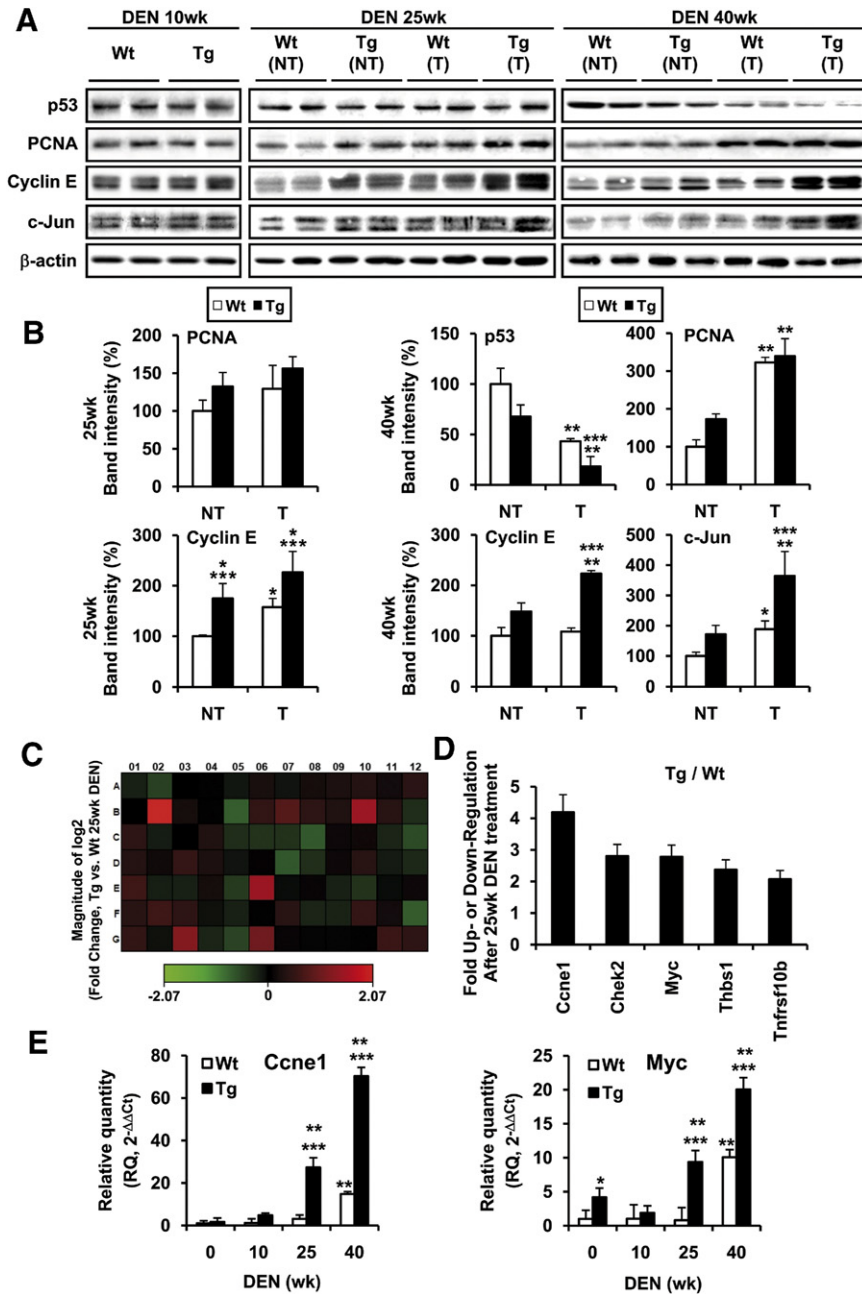 A
DEN 10wk DEN 25wk DEN 40wk
Wt Tg Wt (NT) Tg (NT) Wt (T) Tg (T) Wt (NT) Tg (NT) Wt (T) Tg (T)
p53
PCNA
Cyclin E
c-Jun
β-actin
B
Wt Tg
Wt Tg
PCNA
25wk
Band intensity (%)
200
150
100
50
0
NT T
p53
40wk
Band intensity (%)
150
100
50
0
**
***
**
NT T
PCNA
400
300
200
100
0
**
**
NT T
Cyclin E
25wk
Band intensity (%)
300
200
100
0
*
***
*
*
***
NT T
Cyclin E
40wk
Band intensity (%)
300
200
100
0
***
**
NT T
c-Jun
500
400
300
200
100
0
*
***
**
NT T
C
Magnitude of log2
(Fold Change, Tg vs. Wt 25wk DEN)
01 02 03 04 05 06 07 08 09 10 11 12
A
B
C
D
E
F
G
-2.07 0 2.07
D
Tg / Wt
Fold Up- or Down-Regulation
After 25wk DEN treatment
5
4
3
2
1
0
Ccne1
Chek2
Myc
Thbs1
Tnfrsf10b
E
Ccne1
Wt
Tg
Relative quantity
(RQ, 2-ΔΔCt)
80
60
40
20
0
**
***
**
**
***
0 10 25 40
DEN (wk)
Myc
Wt
Tg
Relative quantity
(RQ, 2-ΔΔCt)
25
20
15
10
5
0
*
**
***
**
**
***
0 10 25 40
DEN (wk)